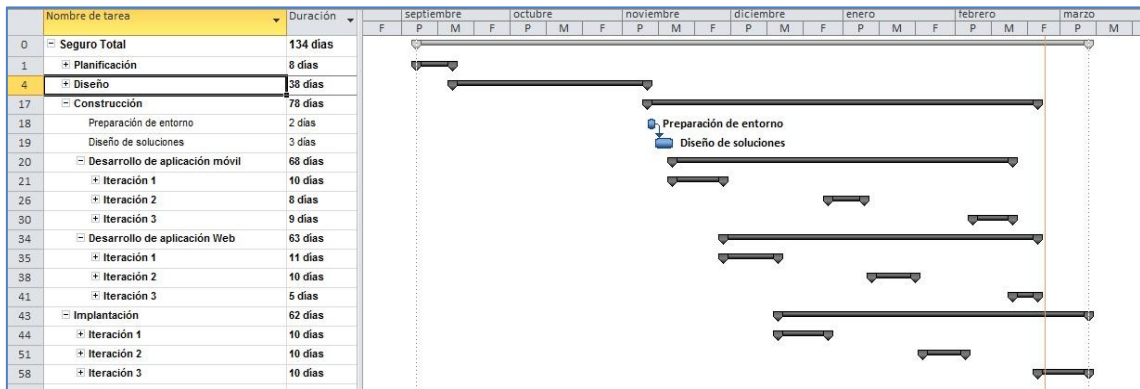 Nombre de tarea Duración septiembre octubre noviembre diciembre enero febrero marzo
F P M F P M F P M F P M F P M F P M F P M
0 Seguro Total 134 días
1 Planificación 8 días
4 Diseño 38 días
17 Construcción 78 días
18 Preparación de entorno 2 días Preparación de entorno
19 Diseño de soluciones 3 días Diseño de soluciones
20 Desarrollo de aplicación móvil 68 días
21 Iteración 1 10 días
26 Iteración 2 8 días
30 Iteración 3 9 días
34 Desarrollo de aplicación Web 63 días
35 Iteración 1 11 días
38 Iteración 2 10 días
41 Iteración 3 5 días
43 Implantación 62 días
44 Iteración 1 10 días
51 Iteración 2 10 días
58 Iteración 3 10 días